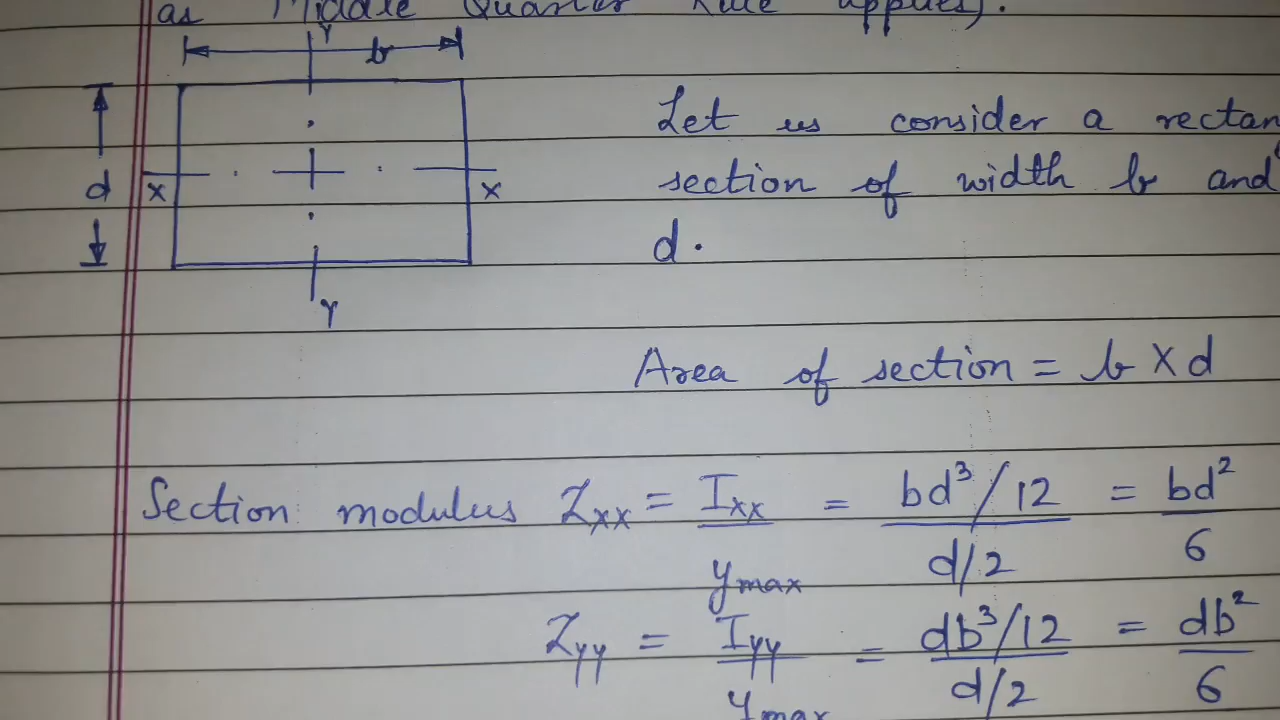 as Middle Quarter Rule applies).
Y
b
d
X
X
Y
Let us consider a rectan
section of width b and
d.
Area of section = b X d
Section modulus Zxx = Ixx / ymax = bd³/12 / d/2 = bd² / 6
Zyy = Iyy / ymax = db³/12 / d/2 = db² / 6